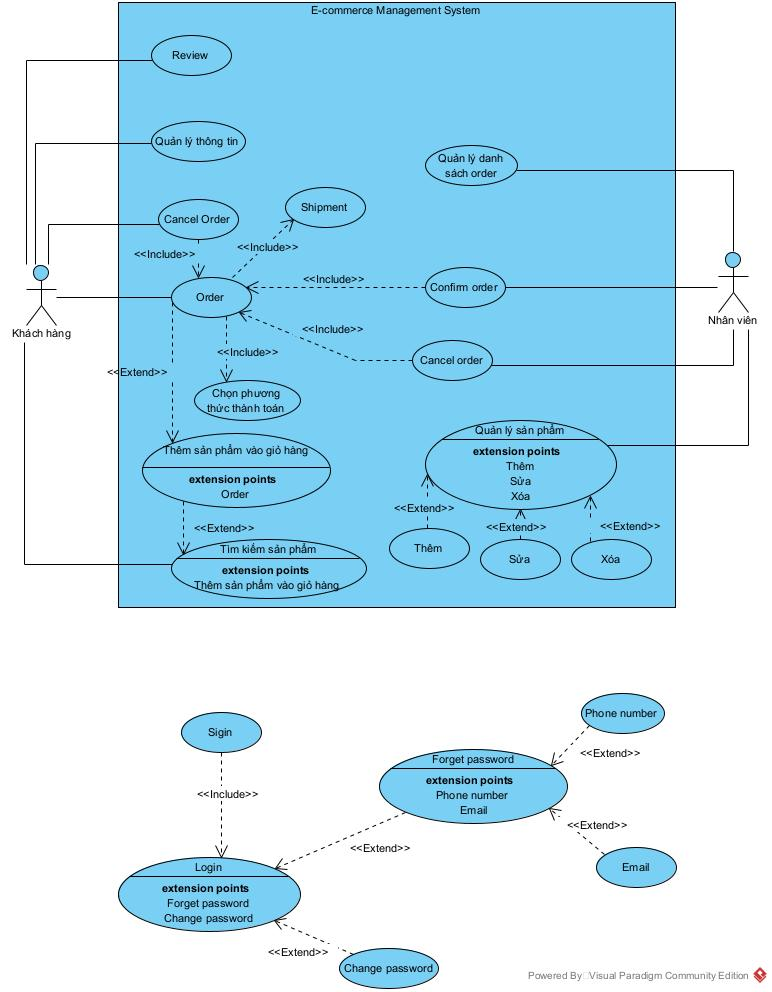 E-commerce Management System
Review
Quản lý thông tin
Quản lý danh
sách order
Cancel Order
Shipment
<<Include>>
<<Include>>
Khách hàng
Order
<<Include>>
Confirm order
Nhân viên
<<Include>>
<<Include>>
Cancel order
<<Extend>>
Chọn phương
thức thành toán
Thêm sản phẩm vào giỏ hàng
extension points
Order
Quản lý sản phẩm
extension points
Thêm
Sửa
Xóa
<<Extend>>
<<Extend>>
<<Extend>>
<<Extend>>
Thêm
Sửa
Xóa
Tìm kiếm sản phẩm
extension points
Thêm sản phẩm vào giỏ hàng
Sigin
Phone number
<<Extend>>
Forget password
extension points
Phone number
Email
<<Include>>
<<Extend>>
<<Extend>>
Email
Login
extension points
Forget password
Change password
<<Extend>>
Change password
Powered By Visual Paradigm Community Edition